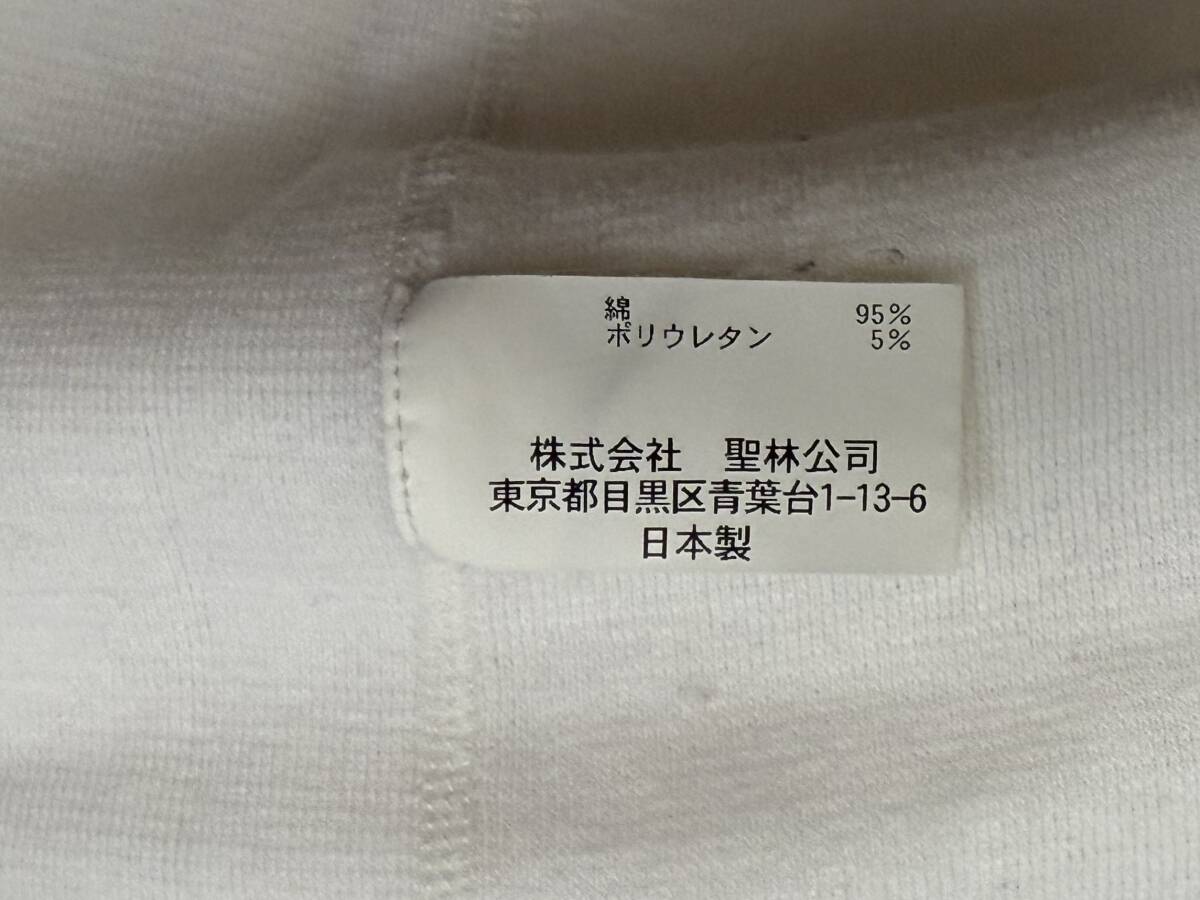 綿 95%
ポリウレタン 5%
株式会社 聖林公司
東京都目黒区青葉台1-13-6
日本製